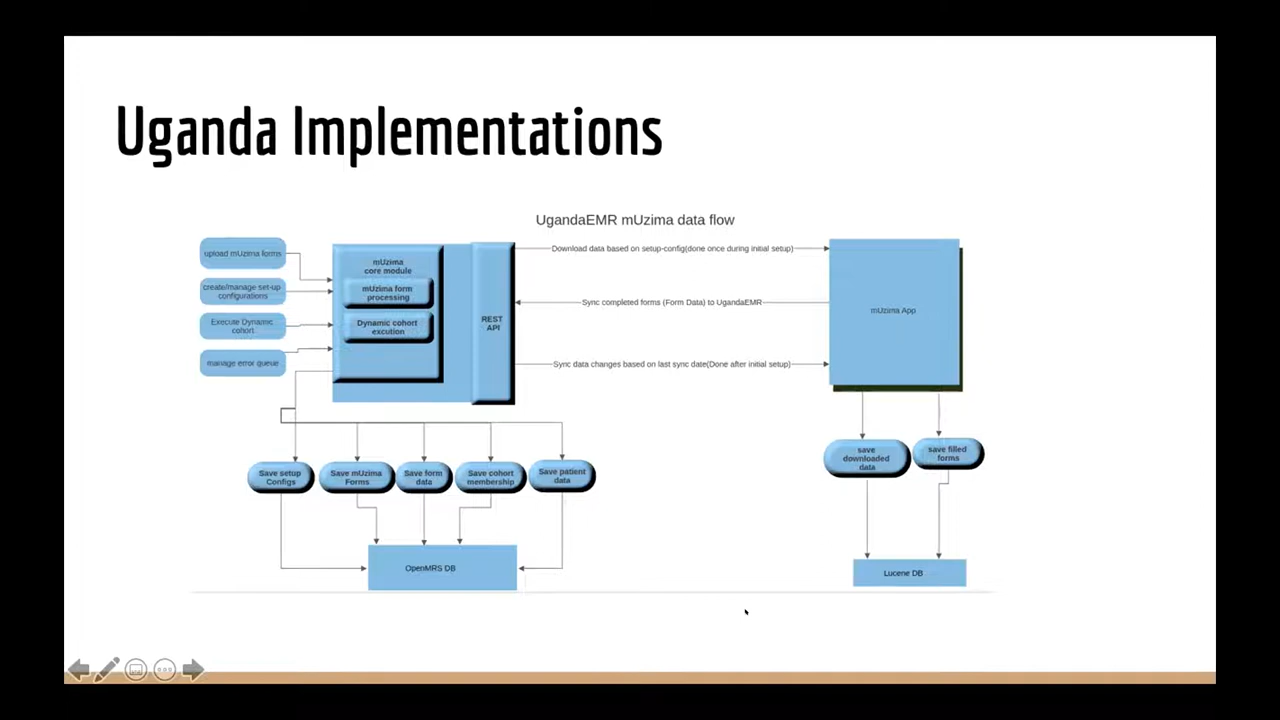 Uganda Implementations
UgandaEMR mUzima data flow
upload mUzima forms
create/manage set-up
configurations
Execute Dynamic
cohort
manage error queue
mUzima
core module
mUzima form
processing
Dynamic cohort
excution
REST
API
Download data based on setup-config(done once during initial setup)
Sync completed forms (Form Data) to UgandaEMR
Sync data changes based on last sync date(Done after initial setup)
mUzima App
Save setup
Configs
Save mUzima
Forms
Save form
data
Save cohort
membership
Save patient
data
save
downloaded
data
save filled
forms
OpenMRS DB
Lucene DB